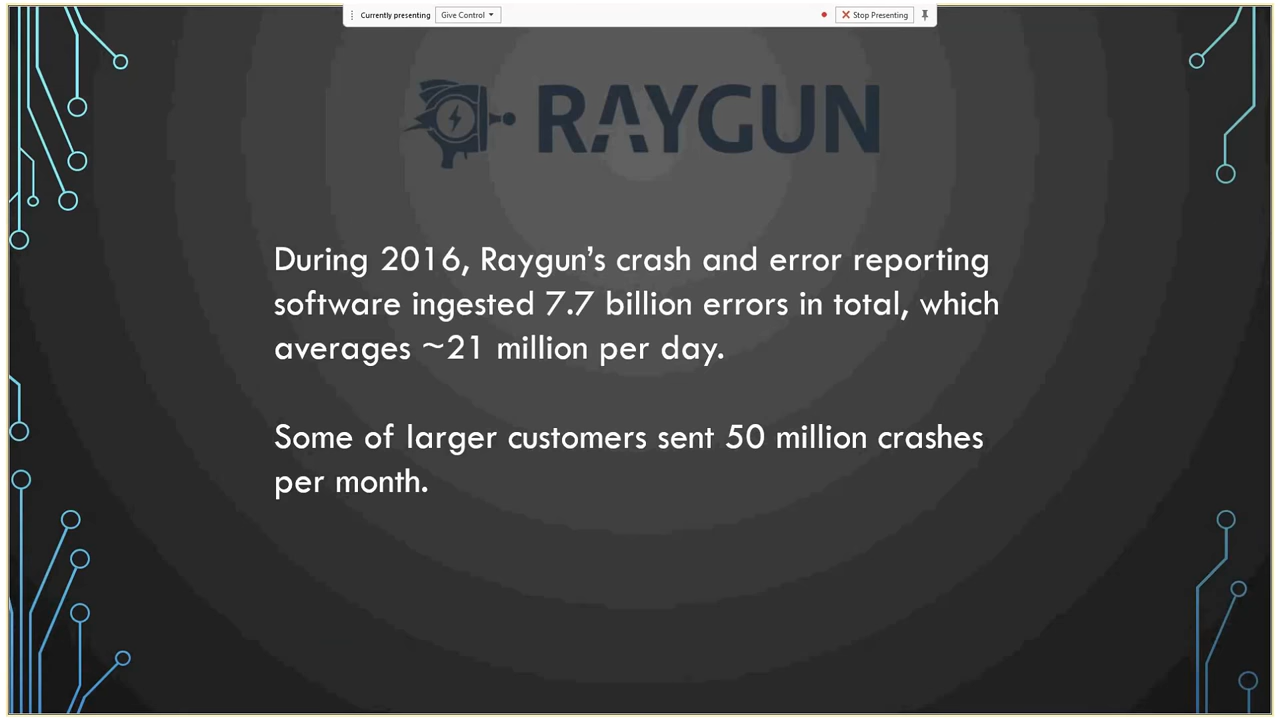 Currently presenting Give Control Stop Presenting
RAYGUN
During 2016, Raygun’s crash and error reporting
software ingested 7.7 billion errors in total, which
averages ~21 million per day.
Some of larger customers sent 50 million crashes
per month.